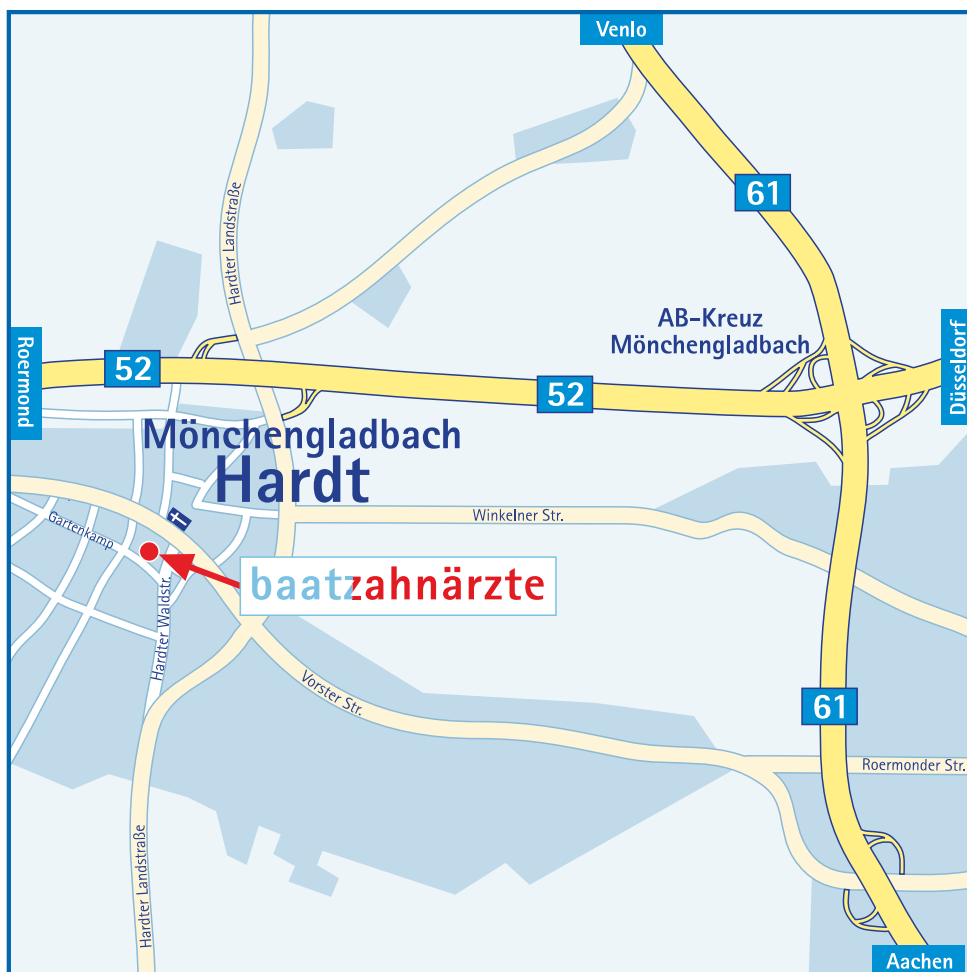 Venlo
61
Hardter Landstraße
AB-Kreuz
Mönchengladbach
Roermond
52
52
Düsseldorf
Mönchengladbach
Hardt
Gartenkamp
Winkelner Str.
baatzzahnärzte
Hardter Waldstr.
Vorster Str.
61
Roermonder Str.
Hardter Landstraße
Aachen